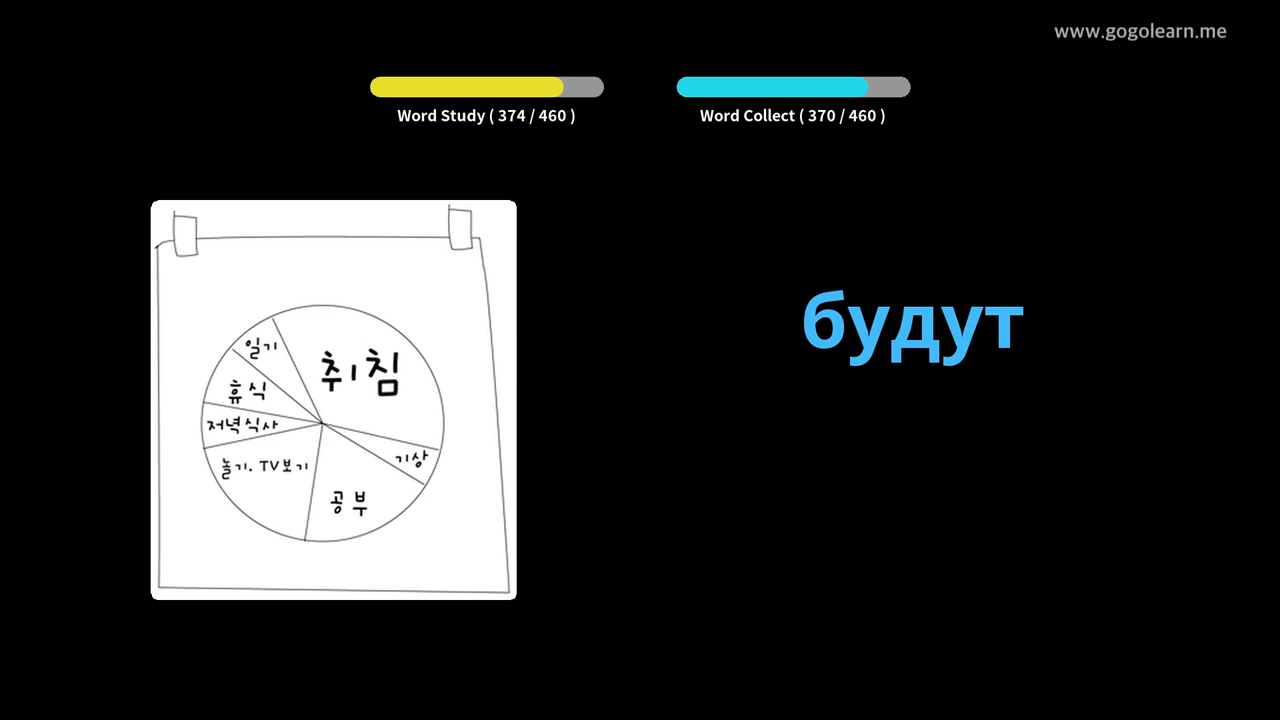 www.gogolearn.me
Word Study ( 374 / 460 )
Word Collect ( 370 / 460 )
будут
일기
취침
휴식
저녁식사
놀기. TV보기
기상
공부